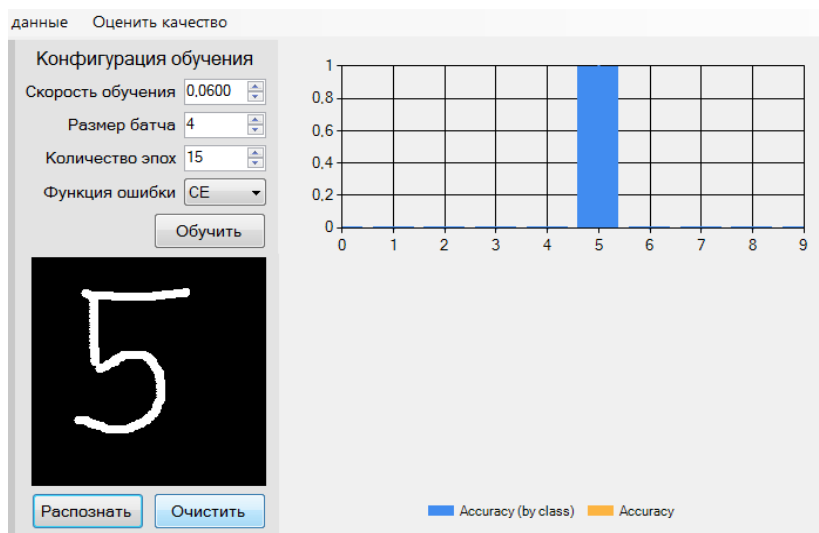 данные Оценить качество
Конфигурация обучения
Скорость обучения 0,0600
Размер батча 4
Количество эпох 15
Функция ошибки CE
Обучить
5
Распознать Очистить
1
0,8
0,6
0,4
0,2
0
0 1 2 3 4 5 6 7 8 9
Accuracy (by class) Accuracy